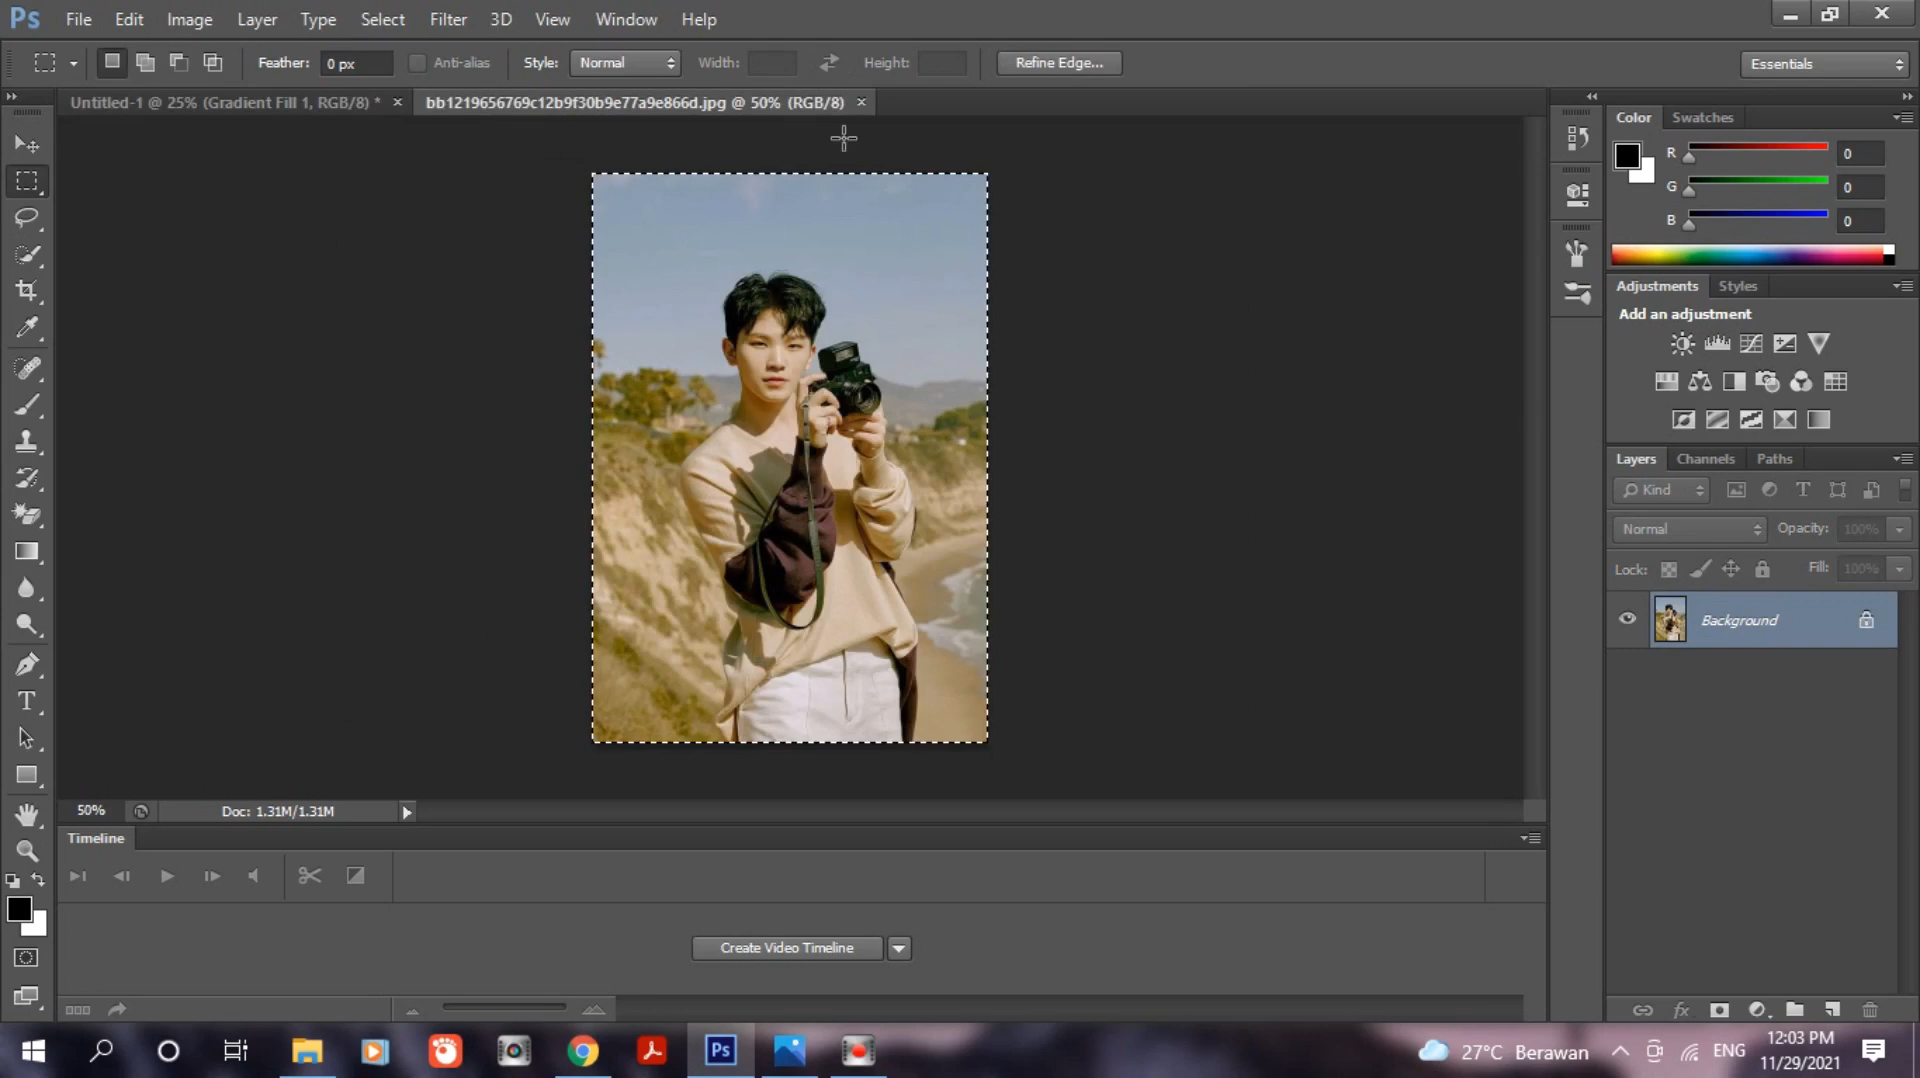 Ps File Edit Image Layer Type Select Filter 3D View Window Help
Feather: 0 px Anti-alias Style: Normal Width: Height: Refine Edge... Essentials
Untitled-1 @ 25% (Gradient Fill 1, RGB/8) * × bb1219656769c12b9f30b9e77a9e866d.jpg @ 50% (RGB/8) ×
Color Swatches
R 0
G 0
B 0
Adjustments Styles
Add an adjustment
Layers Channels Paths
Kind
Normal Opacity: 100%
Lock: Fill: 100%
Background
T
50% Doc: 1.31M/1.31M
Timeline
Create Video Timeline
Ps
27°C Berawan ENG
12:03 PM
11/29/2021